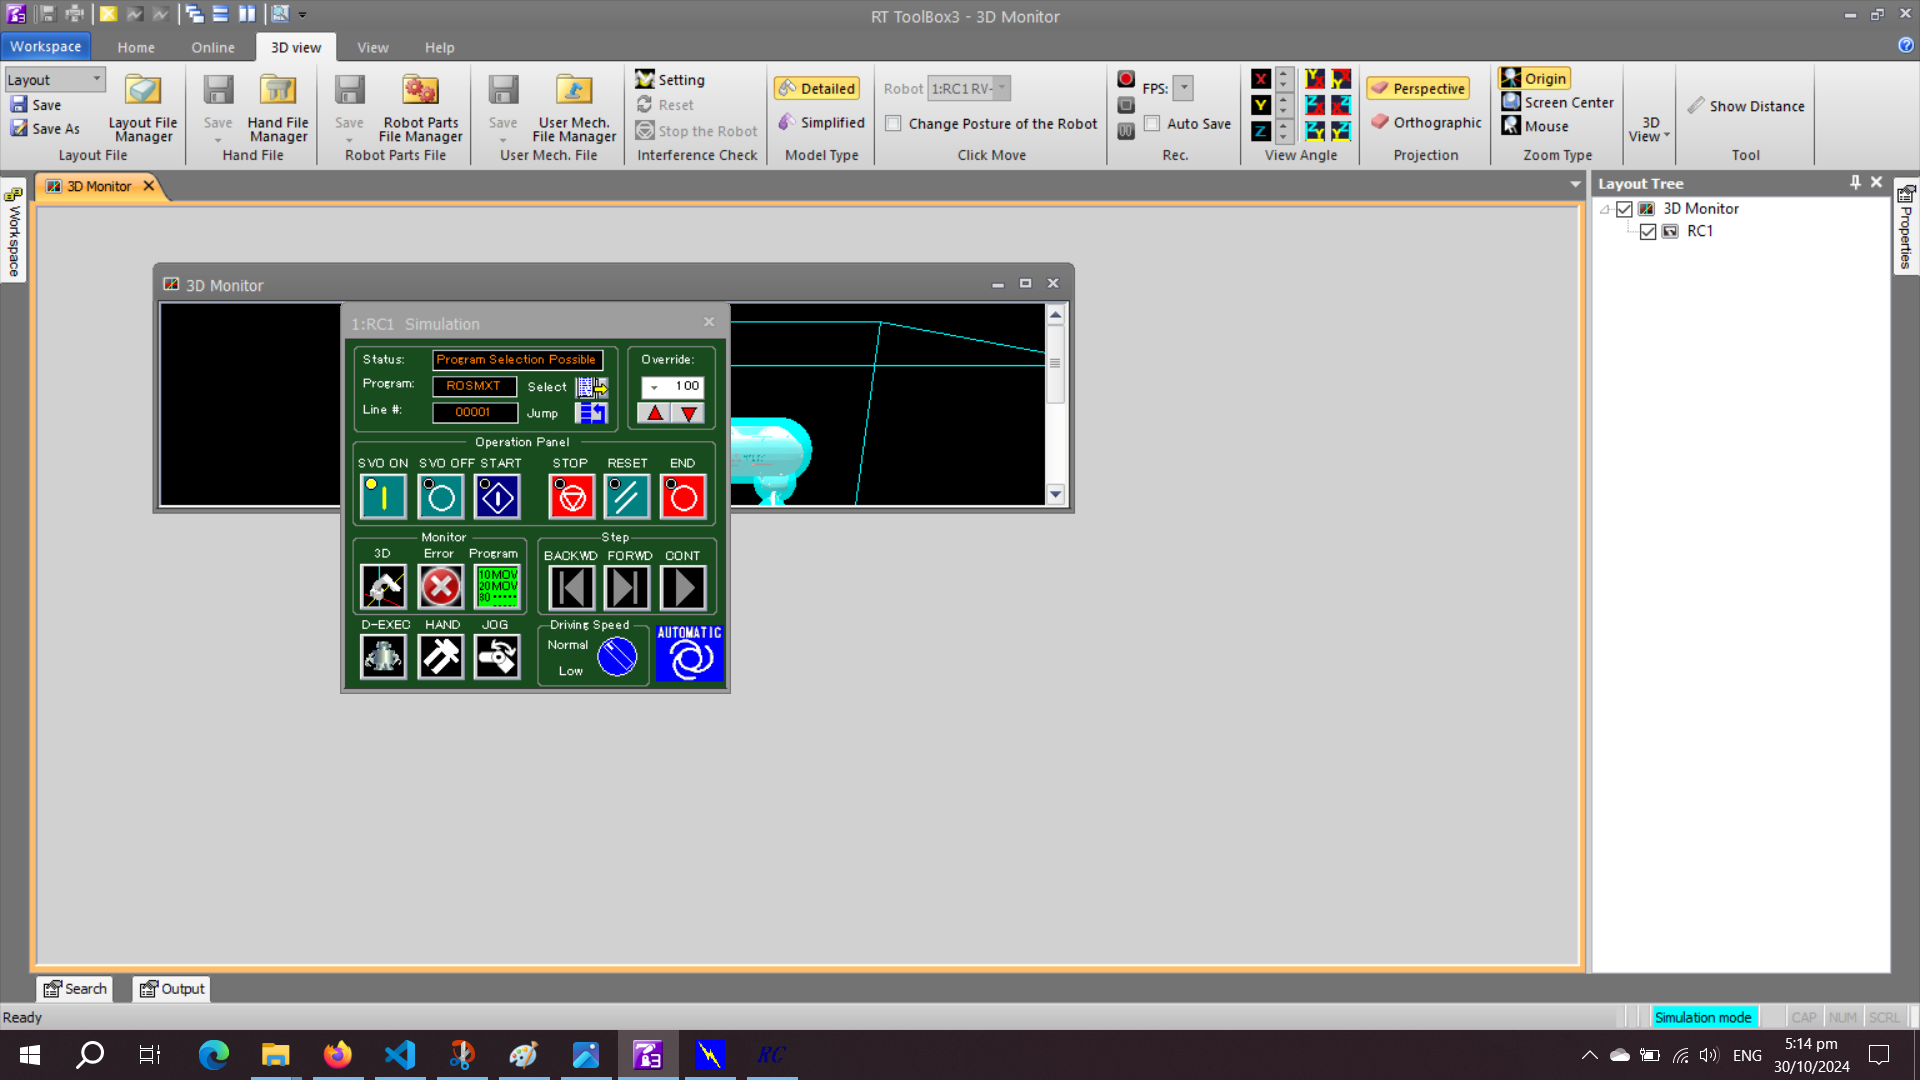 RT ToolBox3 - 3D Monitor
Workspace Home Online 3D view View Help
Layout
Save
Save As
Layout File Manager
Layout File
Save
Hand File Manager
Hand File
Save
Robot Parts File Manager
Robot Parts File
Save
User Mech. File Manager
User Mech. File
Setting
Reset
Stop the Robot
Interference Check
Detailed
Simplified
Model Type
Robot 1:RC1 RV-
Change Posture of the Robot
Click Move
FPS:
Auto Save
Rec.
X
Y
Z
View Angle
Perspective
Orthographic
Projection
Origin
Screen Center
Mouse
Zoom Type
3D View
Show Distance
Tool
Workspace
3D Monitor
Layout Tree
3D Monitor
RC1
Properties
3D Monitor
1:RC1 Simulation
Status: Program Selection Possible
Program: ROSMXT Select
Line #: 00001 Jump
Override:
100
Operation Panel
SVO ON SVO OFF START STOP RESET END
Monitor
3D Error Program
10MOV
20MOV
Step
BACKWD FORWD CONT
D-EXEC HAND JOG
Driving Speed
Normal
Low
AUTOMATIC
Search Output
Ready
Simulation mode CAP NUM SCRL
RC
ENG
5:14 pm
30/10/2024